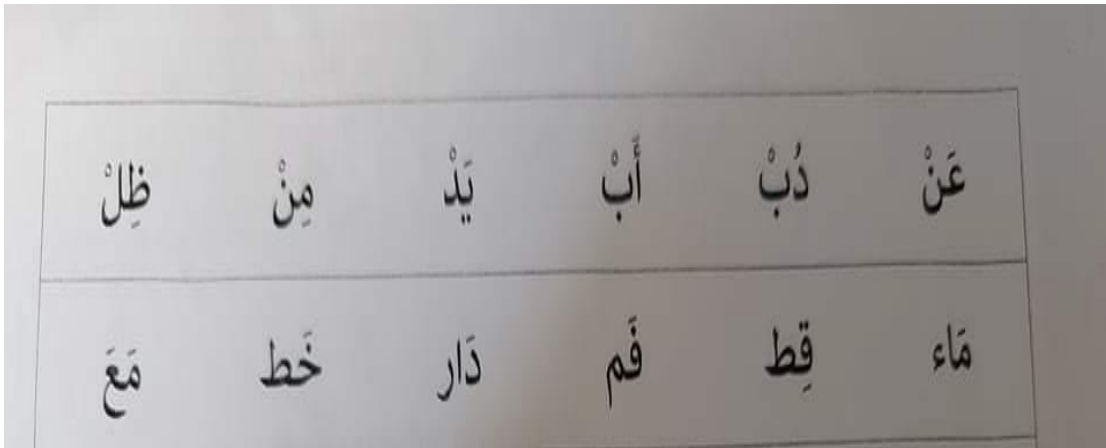 عَنْ دُبْ أَبْ يَدْ مِنْ ظِلْ
مَاء قِط فَم دَار خَط مَعَ